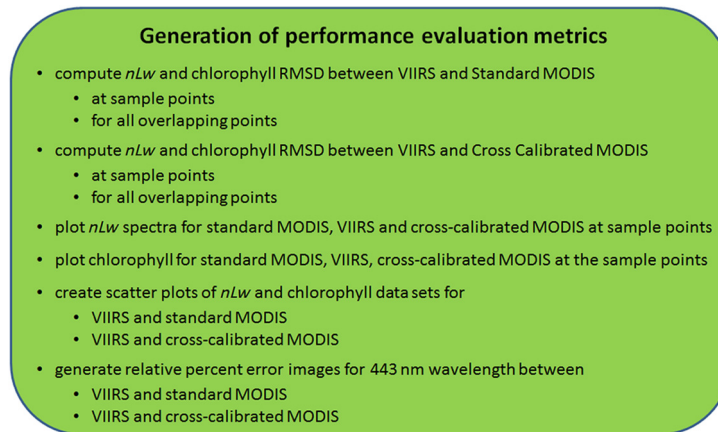 Generation of performance evaluation metrics
• compute nLw and chlorophyll RMSD between VIIRS and Standard MODIS
• at sample points
• for all overlapping points
• compute nLw and chlorophyll RMSD between VIIRS and Cross Calibrated MODIS
• at sample points
• for all overlapping points
• plot nLw spectra for standard MODIS, VIIRS and cross-calibrated MODIS at sample points
• plot chlorophyll for standard MODIS, VIIRS, cross-calibrated MODIS at the sample points
• create scatter plots of nLw and chlorophyll data sets for
• VIIRS and standard MODIS
• VIIRS and cross-calibrated MODIS
• generate relative percent error images for 443 nm wavelength between
• VIIRS and standard MODIS
• VIIRS and cross-calibrated MODIS